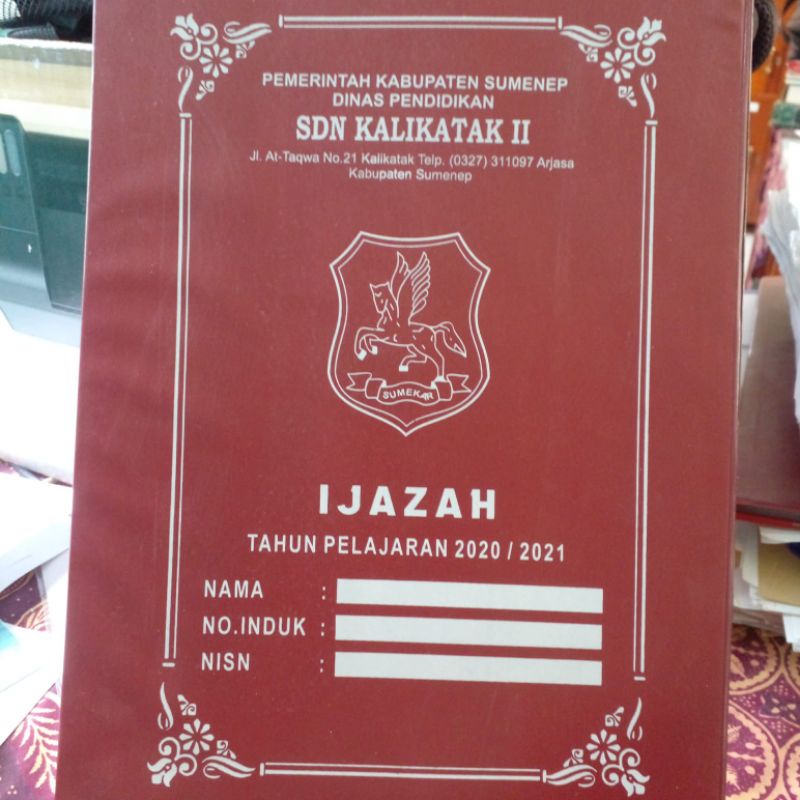 PEMERINTAH KABUPATEN SUMENEP
DINAS PENDIDIKAN
SDN KALIKATAK II
Jl. At-Taqwa No.21 Kalikatak Telp. (0327) 311097 Arjasa
Kabupaten Sumenep
SUMEKAR
IJAZAH
TAHUN PELAJARAN 2020 / 2021
NAMA :
NO.INDUK :
NISN :